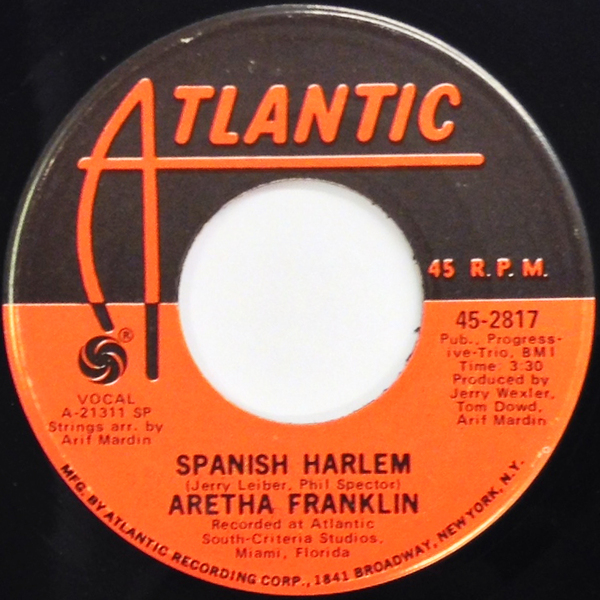 ATLANTIC
45 R.P.M.
®
45-2817
Pub., Progress-
ive-Trio, BMI
Time: 3:30
Produced by
Jerry Wexler,
Tom Dowd,
Arif Mardin
VOCAL
A-21311 SP
Strings arr. by
Arif Mardin
SPANISH HARLEM
(Jerry Leiber, Phil Spector)
ARETHA FRANKLIN
Recorded at Atlantic
South-Criteria Studios,
Miami, Florida
MFG. BY ATLANTIC RECORDING CORP., 1841 BROADWAY, NEW YORK, N.Y.